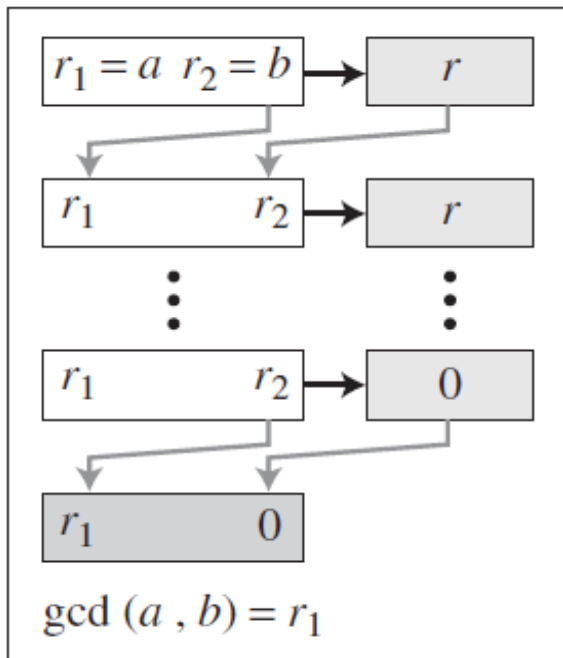 r₁ = a r₂ = b r
r₁ r₂ r
r₁ r₂ 0
r₁ 0
gcd (a , b) = r₁